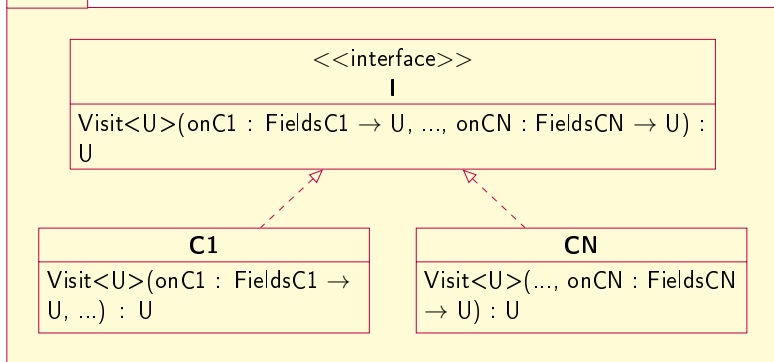 <<interface>>
I
Visit<U>(onC1 : FieldsC1 → U, ..., onCN : FieldsCN → U) :
U
C1
Visit<U>(onC1 : FieldsC1 →
U, ...) : U
CN
Visit<U>(..., onCN : FieldsCN
→ U) : U